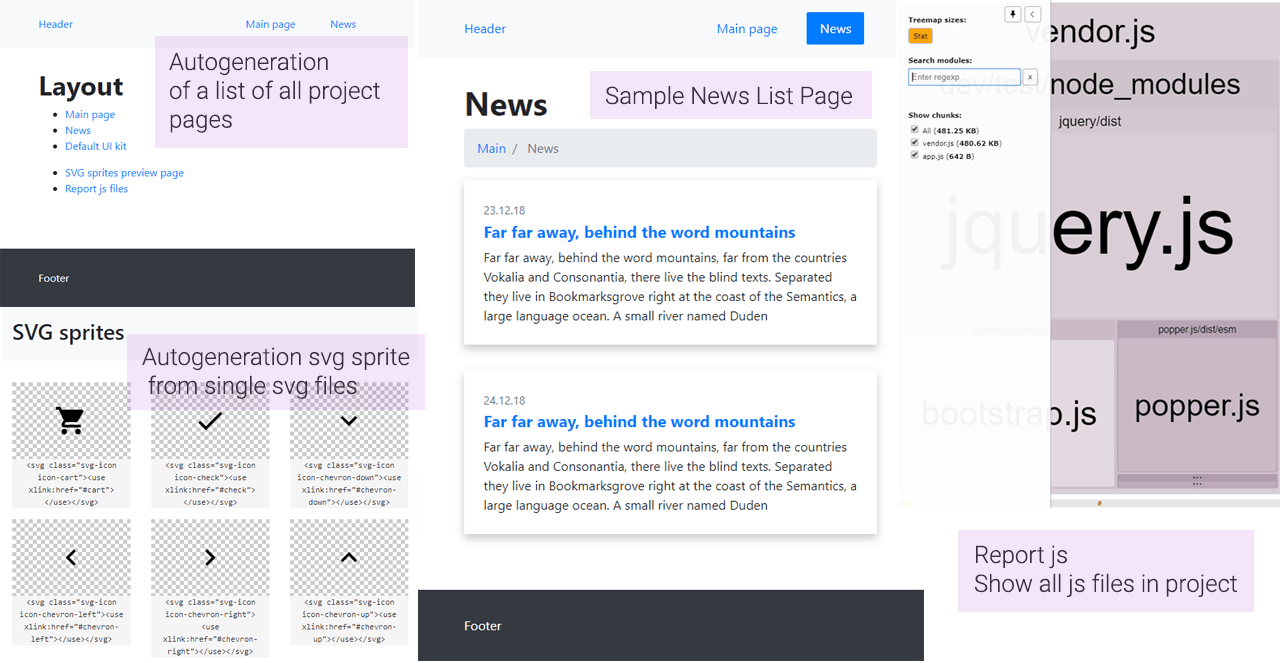 Header
Main page
News
Autogeneration
of a list of all project
pages
Layout
Main page
News
Default UI kit
SVG sprites preview page
Report js files
Footer
SVG sprites
Autogeneration svg sprite
from single svg files
<svg class="svg-icon
icon-cart"><use
xlink:href="#cart">
</use></svg>
<svg class="svg-icon
icon-check"><use
xlink:href="#check">
</use></svg>
<svg class="svg-icon
icon-chevron-down"><use
xlink:href="#chevron-
down"></use></svg>
<svg class="svg-icon
icon-chevron-left"><use
xlink:href="#chevron-
left"></use></svg>
<svg class="svg-icon
icon-chevron-right">
<use
xlink:href="#chevron-
right"></use></svg>
<svg class="svg-icon
icon-chevron-up"><use
xlink:href="#chevron-
up"></use></svg>
Header
Main page
News
Sample News List Page
News
Main / News
23.12.18
Far far away, behind the word mountains
Far far away, behind the word mountains, far from the countries
Vokalia and Consonantia, there live the blind texts. Separated
they live in Bookmarksgrove right at the coast of the Semantics, a
large language ocean. A small river named Duden
24.12.18
Far far away, behind the word mountains
Far far away, behind the word mountains, far from the countries
Vokalia and Consonantia, there live the blind texts. Separated
they live in Bookmarksgrove right at the coast of the Semantics, a
large language ocean. A small river named Duden
Footer
Treemap sizes:
Stat
Search modules:
Enter regexp
x
Show chunks:
All (481.25 KB)
vendor.js (480.62 KB)
app.js (642 B)
vendor.js
dev/test/node_modules
jquery/dist
jquery.js
bootstrap.js
popper.js/dist/esm
popper.js
Report js
Show all js files in project